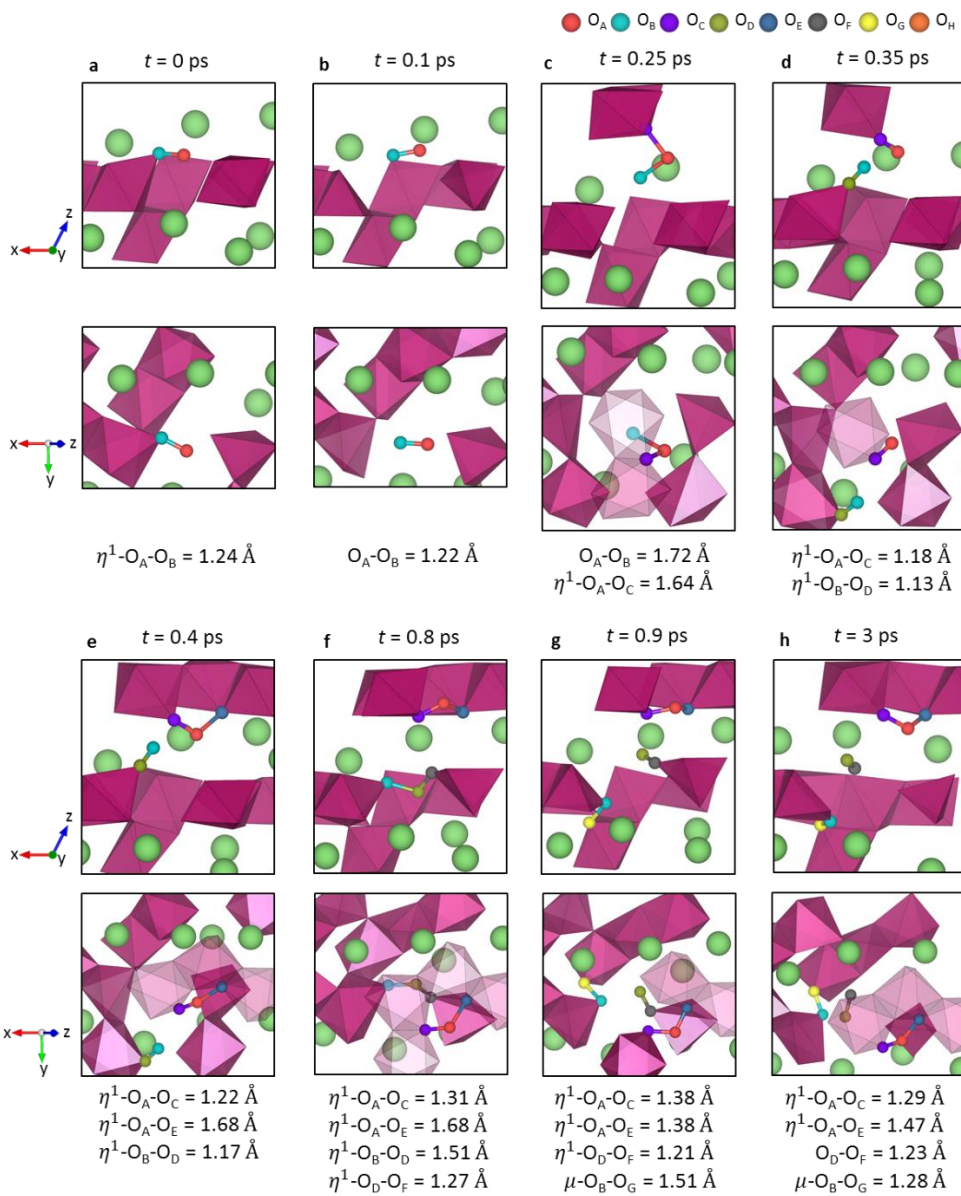 O_A O_B O_C O_D O_E O_F O_G O_H
a t = 0 ps
b t = 0.1 ps
c t = 0.25 ps
d t = 0.35 ps
z
x
y
x z
y
η¹-O_A-O_B = 1.24 Å
O_A-O_B = 1.22 Å
O_A-O_B = 1.72 Å
η¹-O_A-O_C = 1.64 Å
η¹-O_A-O_C = 1.18 Å
η¹-O_B-O_D = 1.13 Å
e t = 0.4 ps
f t = 0.8 ps
g t = 0.9 ps
h t = 3 ps
z
x
y
x z
y
η¹-O_A-O_C = 1.22 Å
η¹-O_A-O_E = 1.68 Å
η¹-O_B-O_D = 1.17 Å
η¹-O_A-O_C = 1.31 Å
η¹-O_A-O_E = 1.68 Å
η¹-O_B-O_D = 1.51 Å
η¹-O_D-O_F = 1.27 Å
η¹-O_A-O_C = 1.38 Å
η¹-O_A-O_E = 1.38 Å
η¹-O_D-O_F = 1.21 Å
μ-O_B-O_G = 1.51 Å
η¹-O_A-O_C = 1.29 Å
η¹-O_A-O_E = 1.47 Å
O_D-O_F = 1.23 Å
μ-O_B-O_G = 1.28 Å